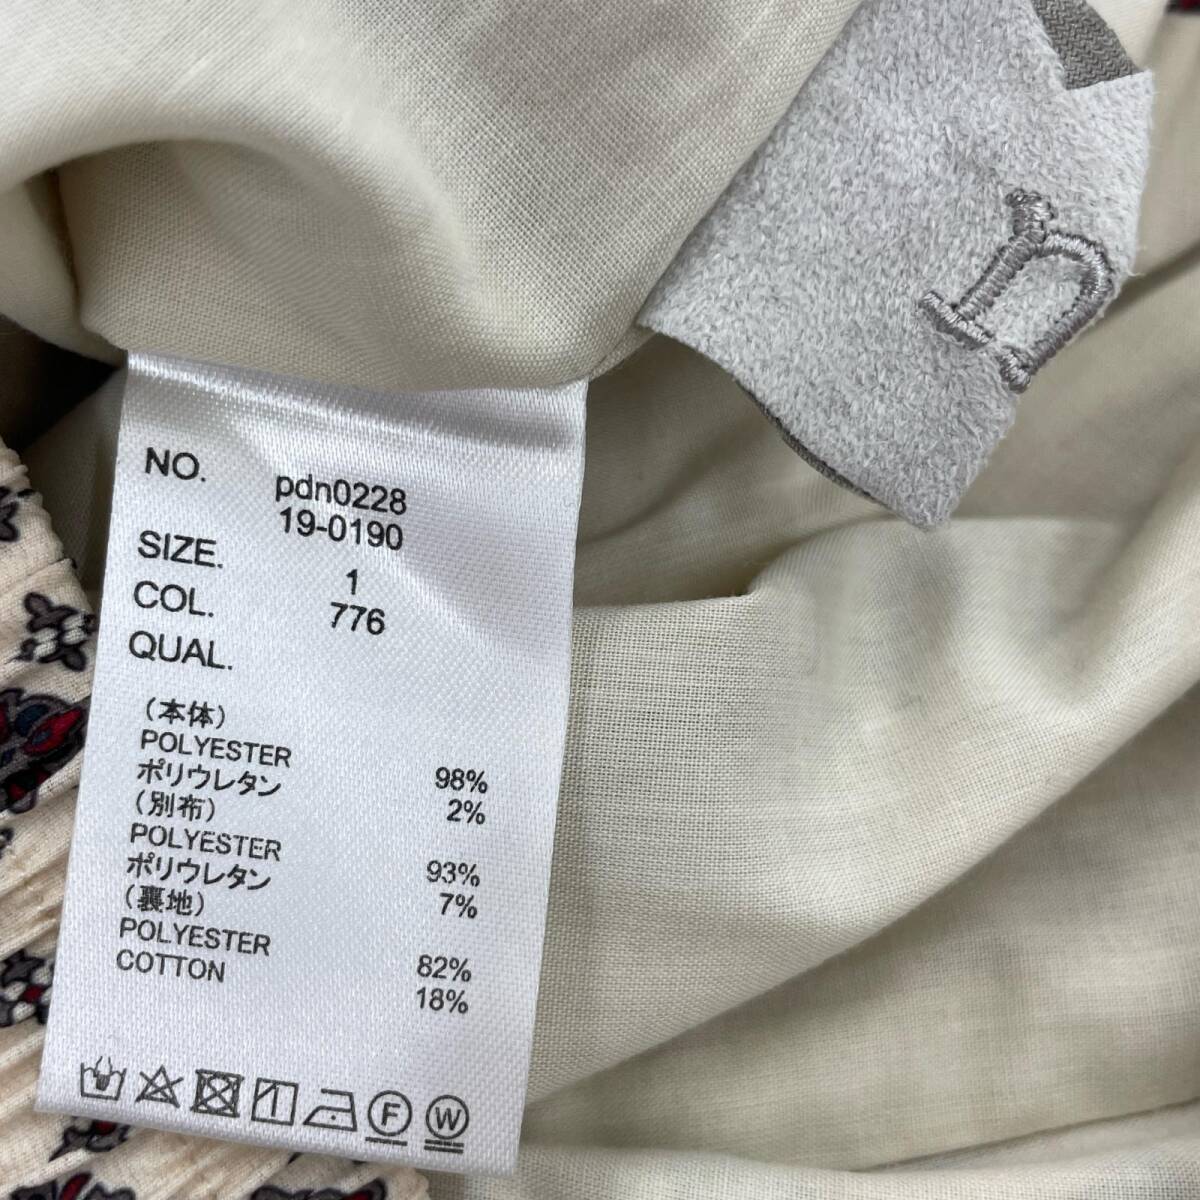 n
NO. pdn0228
19-0190
SIZE. 1
COL. 776
QUAL.
(本体)
POLYESTER 98%
ポリウレタン 2%
(別布)
POLYESTER 93%
ポリウレタン 7%
(裏地)
POLYESTER 82%
COTTON 18%
F W